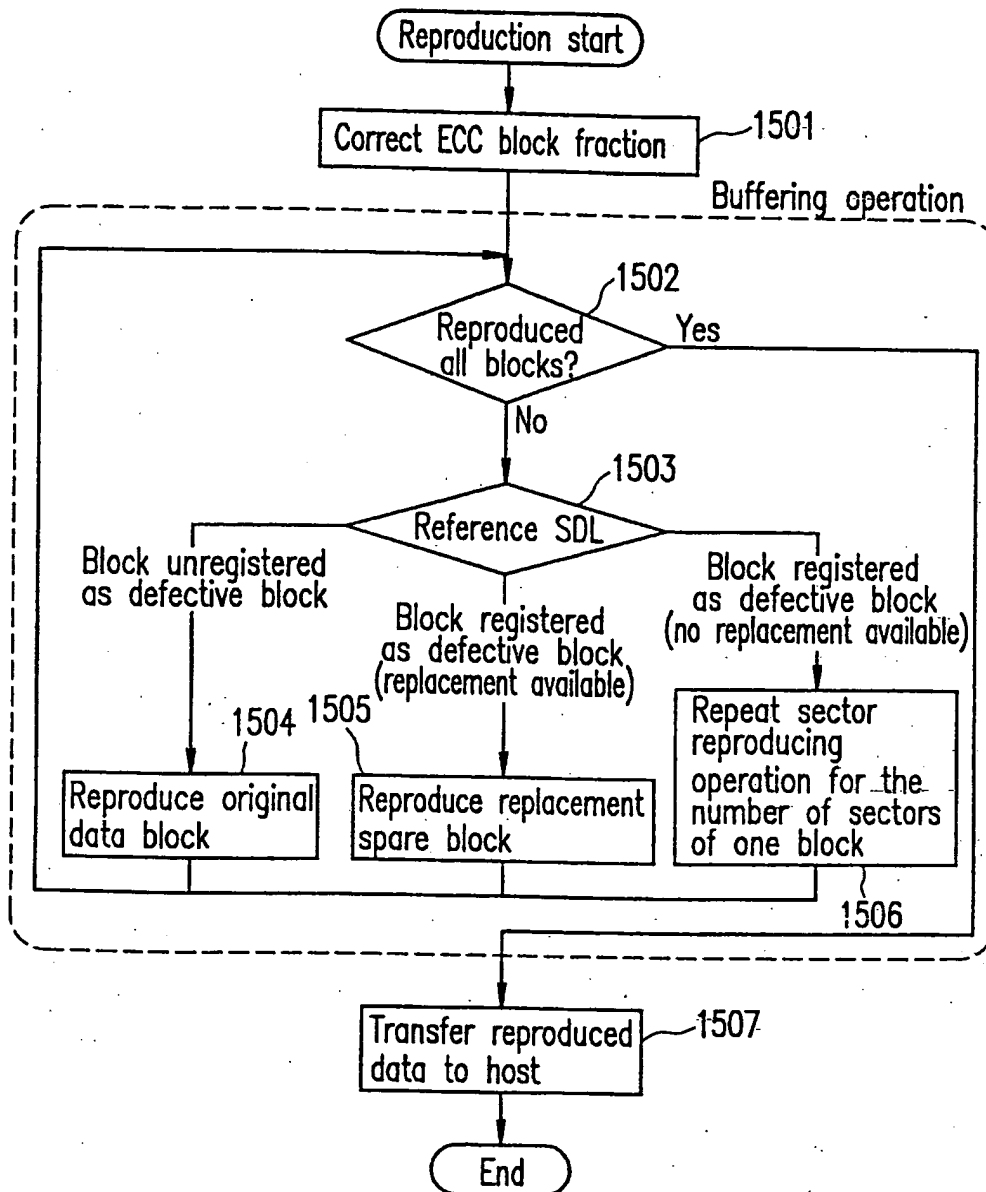 Reproduction start
1501
Correct ECC block fraction
Buffering operation
1502
Reproduced
all blocks?
Yes
No
1503
Reference SDL
Block unregistered
as defective block
Block registered
as defective block
(replacement available)
Block registered
as defective block
(no replacement available)
1504
Reproduce original
data block
1505
Reproduce replacement
spare block
Repeat sector
reproducing
operation for the
number of sectors
of one block
1506
Transfer reproduced
data to host
1507
End